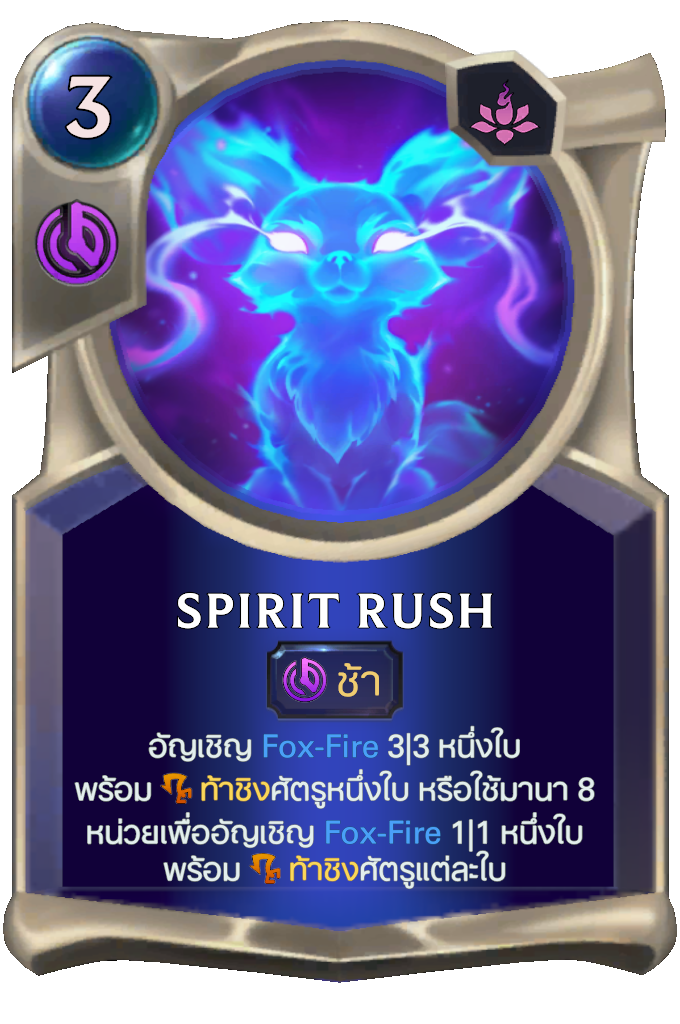 3
SPIRIT RUSH
ช้า
อัญเชิญ Fox-Fire 3|3 หนึ่งใบ
พร้อม ท้าชิงศัตรูหนึ่งใบ หรือใช้มานา 8
หน่วยเพื่ออัญเชิญ Fox-Fire 1|1 หนึ่งใบ
พร้อม ท้าชิงศัตรูแต่ละใบ